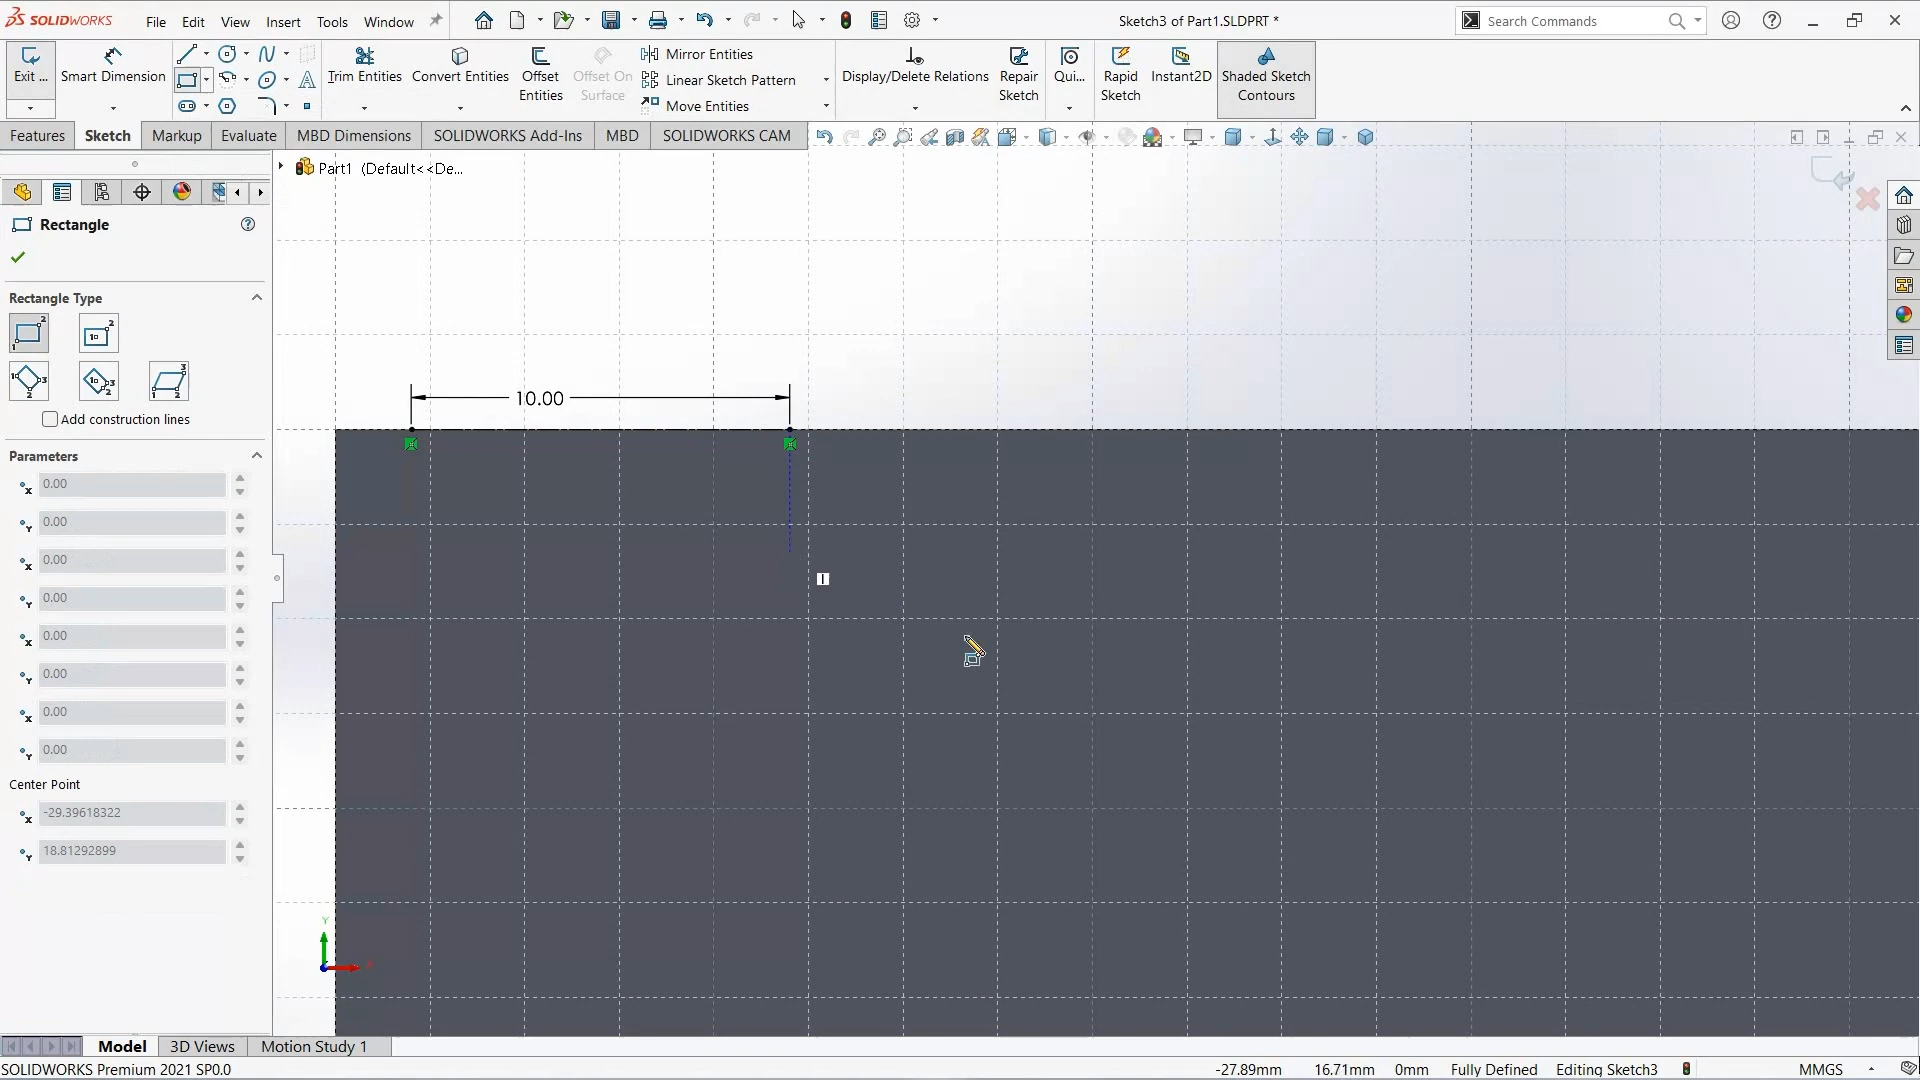 SOLIDWORKS
File Edit View Insert Tools Window
Sketch3 of Part1.SLDPRT *
Search Commands
Exit ...
Smart Dimension
Trim Entities
Convert Entities
Offset Entities
Offset On Surface
Mirror Entities
Linear Sketch Pattern
Move Entities
Display/Delete Relations
Repair Sketch
Qui...
Rapid Sketch
Instant2D
Shaded Sketch Contours
Features Sketch Markup Evaluate MBD Dimensions SOLIDWORKS Add-Ins MBD SOLIDWORKS CAM
Part1 (Default<<De...
Rectangle
Rectangle Type
Add construction lines
Parameters
0.00
0.00
0.00
0.00
0.00
0.00
0.00
0.00
Center Point
-29.39618322
18.81292899
10.00
Y
Model 3D Views Motion Study 1
SOLIDWORKS Premium 2021 SP0.0
-27.89mm 16.71mm 0mm Fully Defined Editing Sketch3 MMGS